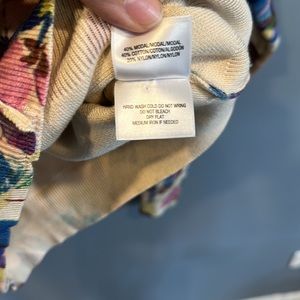 40% MODAL/MODAL/MODAL
40% COTTON/COTON/ALGODÓN
20% NYLON/NYLON/NYLON
HAND WASH COLD DO NOT WRING
DO NOT BLEACH
DRY FLAT
MEDIUM IRON IF NEEDED